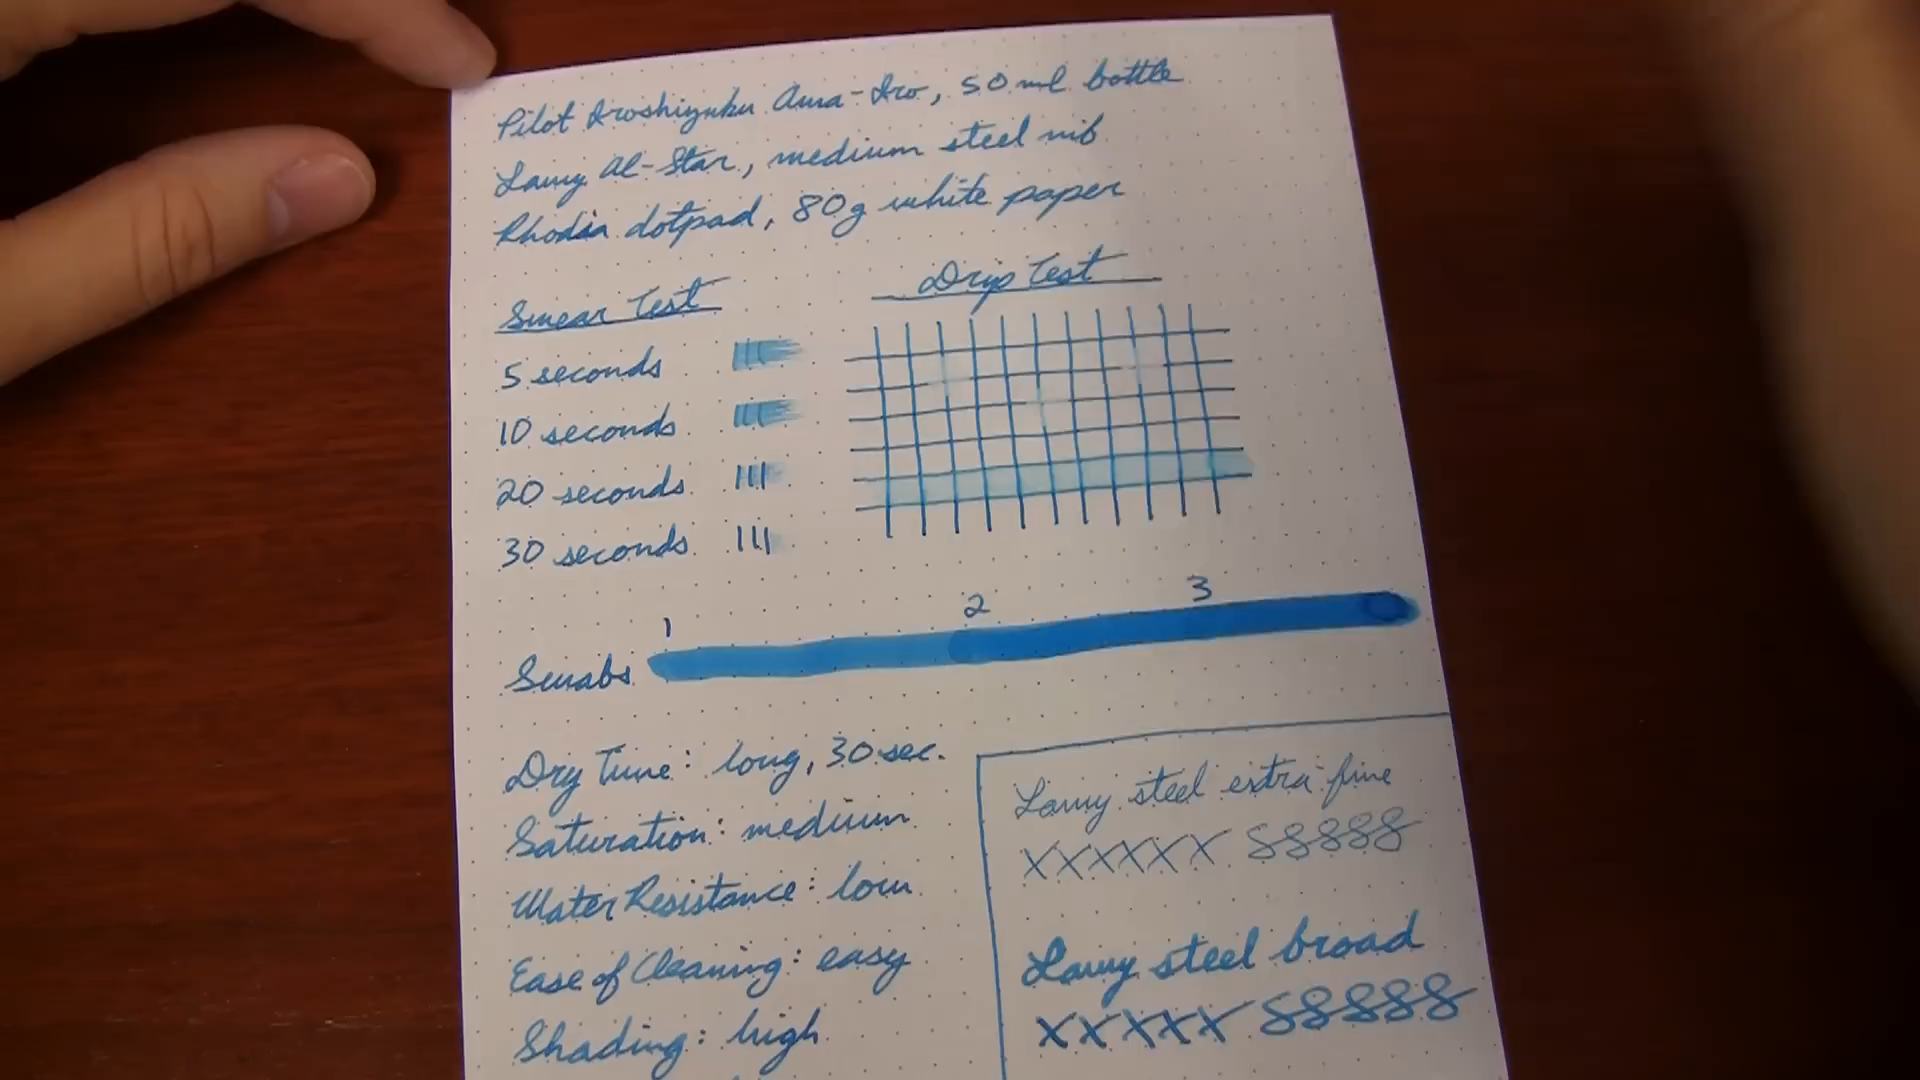 Pilot Iroshizuku Ama-Iro, 50 ml bottle
Lamy Al-Star, medium steel nib
Rhodia dotpad, 80g white paper
Smear Test
5 seconds
10 seconds
20 seconds
30 seconds
Drip Test
1 2 3
Swabs
Dry Time: long, 30 sec.
Saturation: medium
Water Resistance: low
Ease of Cleaning: easy
Shading: high
Lamy steel extra fine
xxxxxx 88888
Lamy steel broad
xxxxx 88888